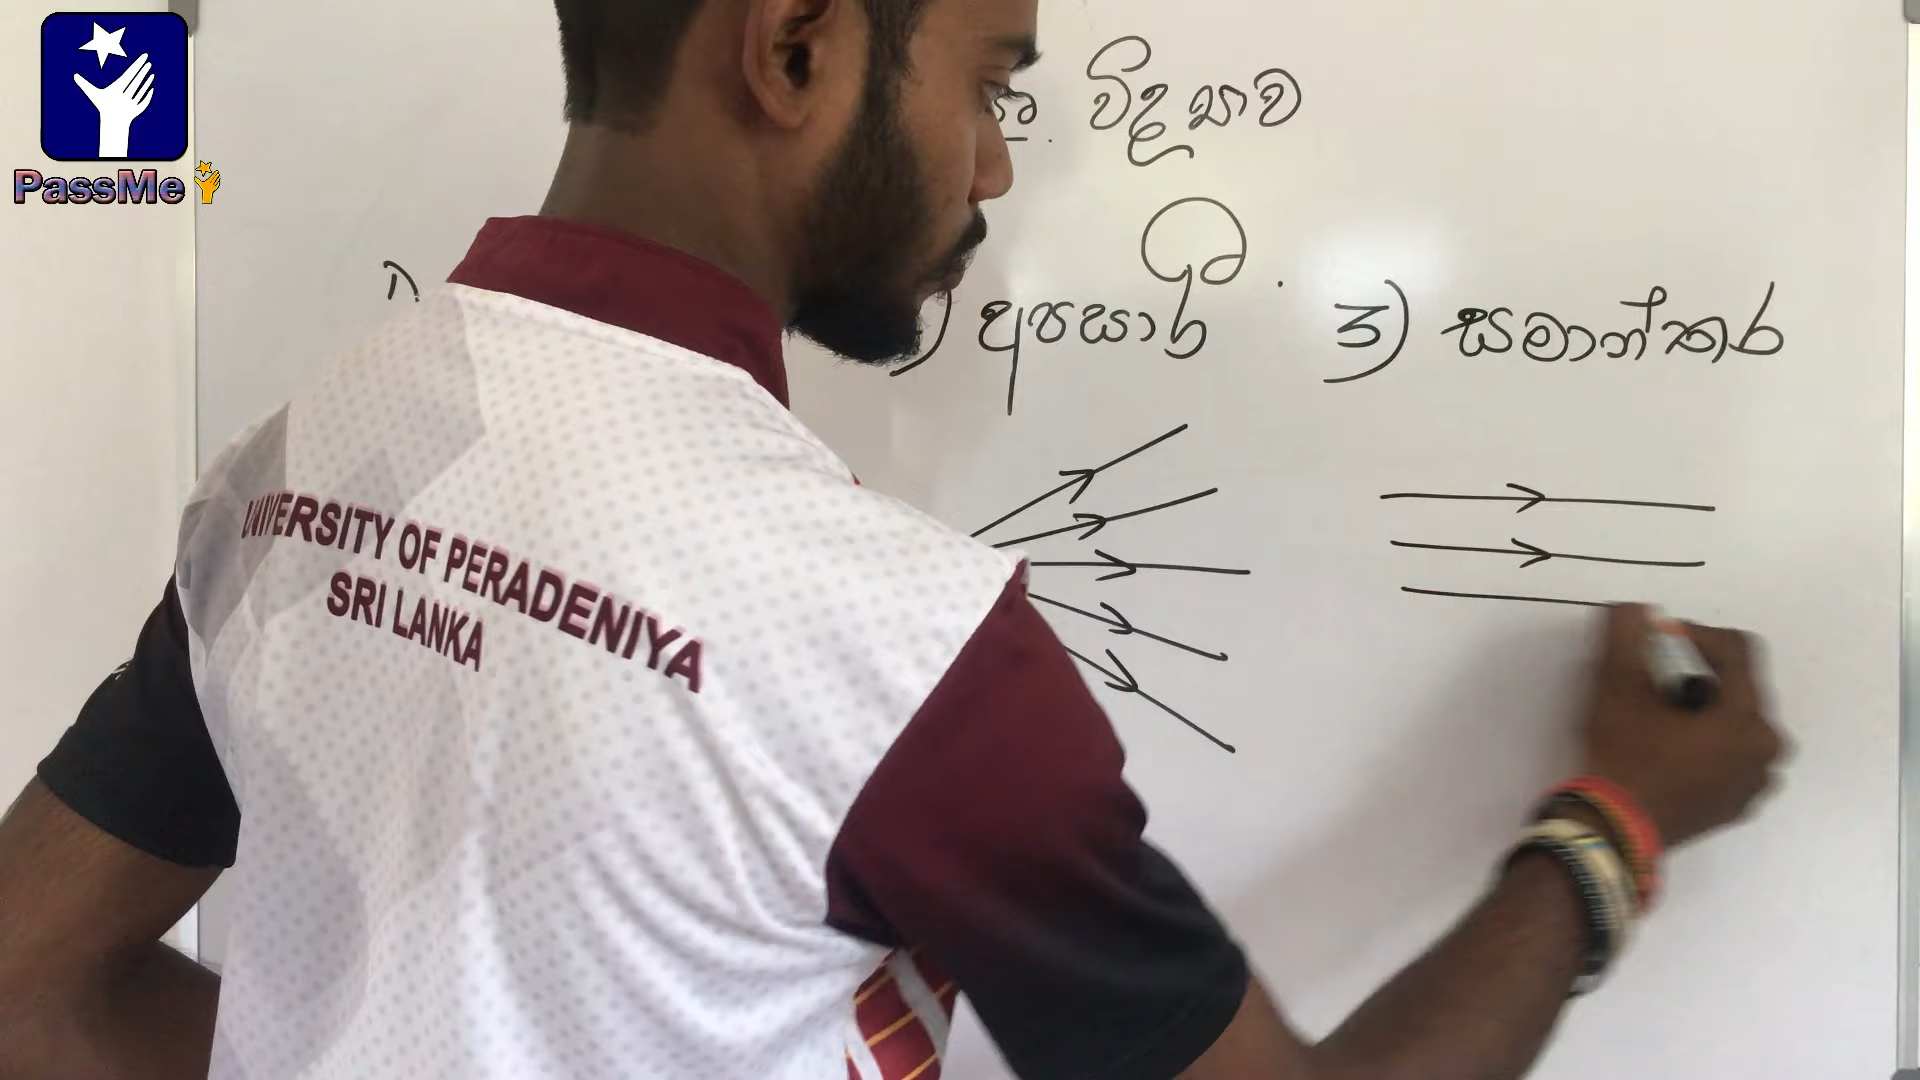 PassMe
විද්‍යාව
අපසාරී
3) සමාන්තර
UNIVERSITY OF PERADENIYA
SRI LANKA